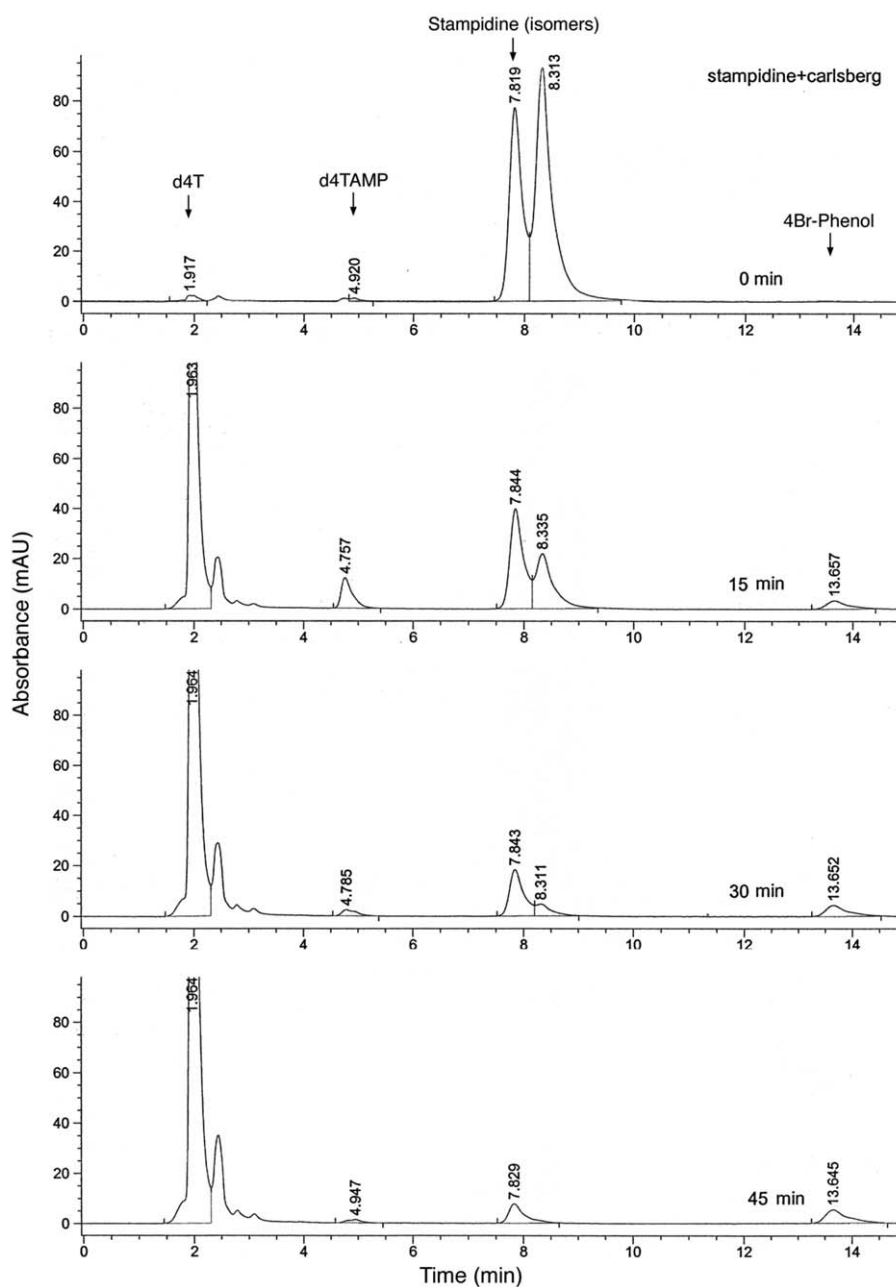 Stampidine (isomers)
stampidine+carlsberg
d4T
d4TAMP
4Br-Phenol
7.819
8.313
1.917
4.920
0 min
80
60
40
20
0
0 2 4 6 8 10 12 14
1.963
4.757
7.844
8.335
13.657
15 min
80
60
40
20
0
0 2 4 6 8 10 12 14
Absorbance (mAU)
1.964
4.785
7.843
8.311
13.652
30 min
80
60
40
20
0
0 2 4 6 8 10 12 14
1.964
4.947
7.829
13.645
45 min
80
60
40
20
0
0 2 4 6 8 10 12 14
Time (min)